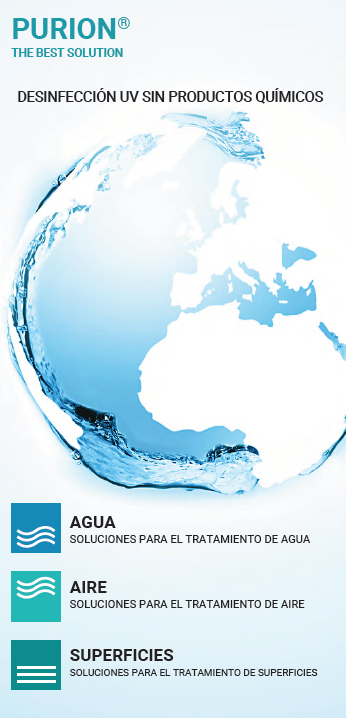 PURION®
THE BEST SOLUTION
DESINFECCIÓN UV SIN PRODUCTOS QUÍMICOS
AGUA
SOLUCIONES PARA EL TRATAMIENTO DE AGUA
AIRE
SOLUCIONES PARA EL TRATAMIENTO DE AIRE
SUPERFICIES
SOLUCIONES PARA EL TRATAMIENTO DE SUPERFICIES